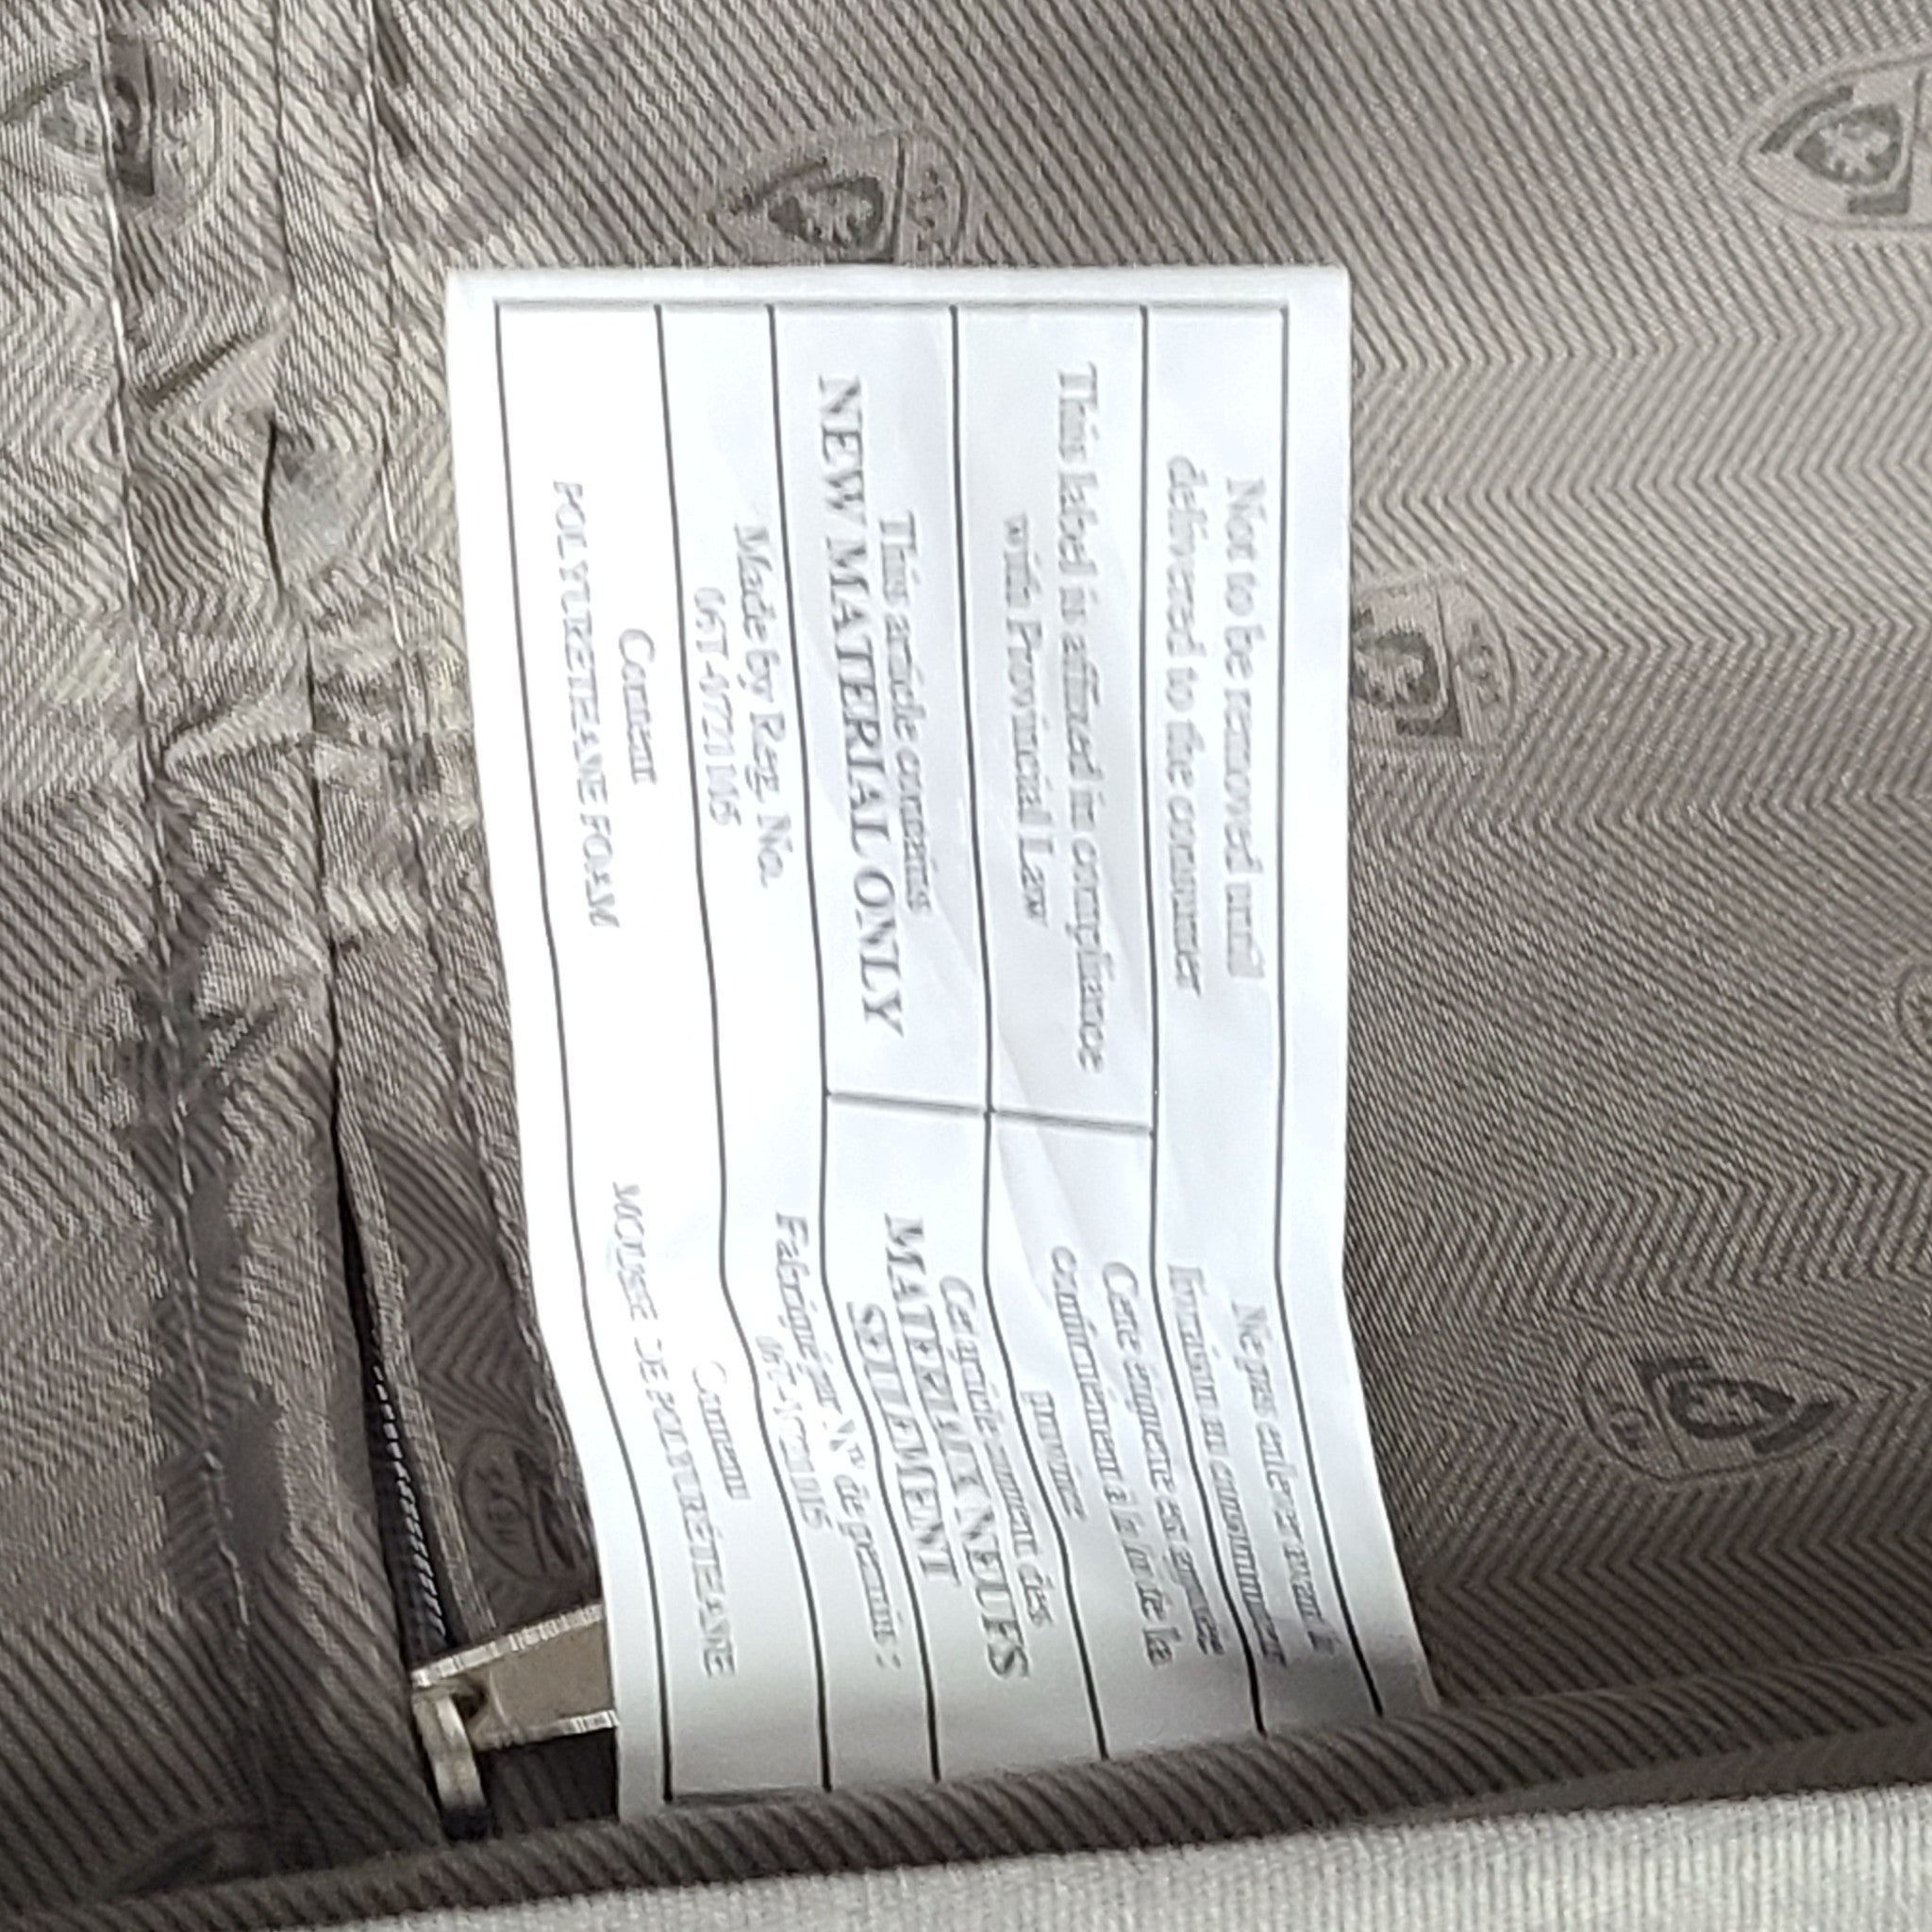 Not to be removed until
delivered to the consumer
Ne pas enlever avant la
livraison au consommateur
This label is affixed in compliance
with Provincial Law
Cette étiquette est apposée
conformément à la loi de la
province
This article contains
NEW MATERIAL ONLY
Cet article contient des
MATÉRIEUX NEUFS
SEULEMENT
Made by Reg. No.
Fabriqué par Nº de permis :
Content
POLYURETHANE FOAM
Contenu
MOUSSE DE POLYURÉTHANE